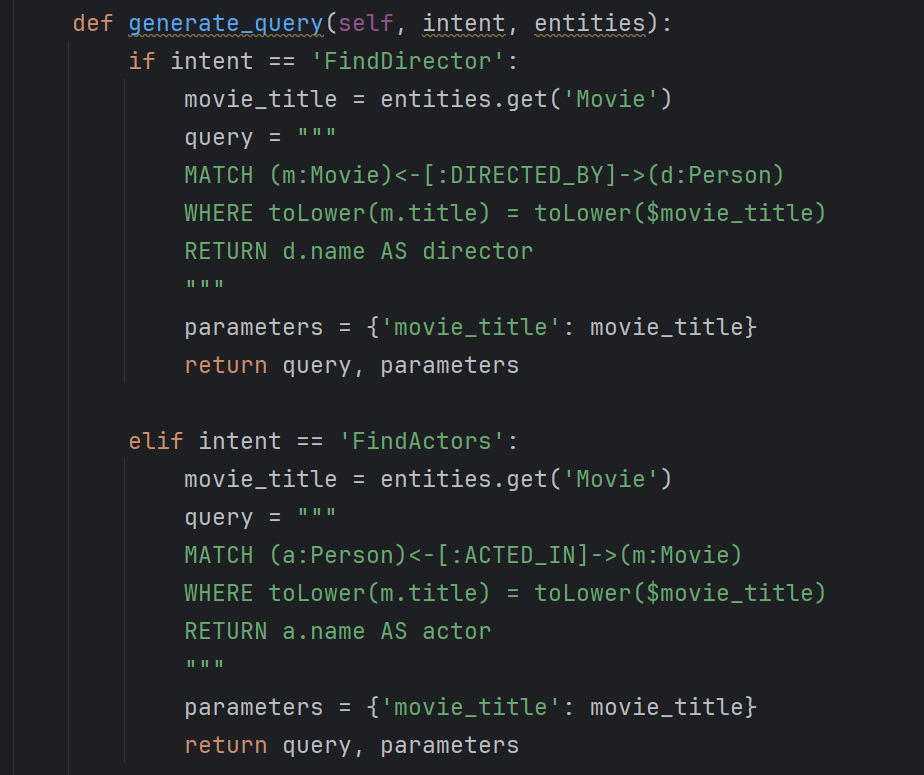 def generate_query(self, intent, entities):
if intent == 'FindDirector':
movie_title = entities.get('Movie')
query = """
MATCH (m:Movie)<-[:DIRECTED_BY]->(d:Person)
WHERE toLower(m.title) = toLower($movie_title)
RETURN d.name AS director
"""
parameters = {'movie_title': movie_title}
return query, parameters
elif intent == 'FindActors':
movie_title = entities.get('Movie')
query = """
MATCH (a:Person)<-[:ACTED_IN]->(m:Movie)
WHERE toLower(m.title) = toLower($movie_title)
RETURN a.name AS actor
"""
parameters = {'movie_title': movie_title}
return query, parameters